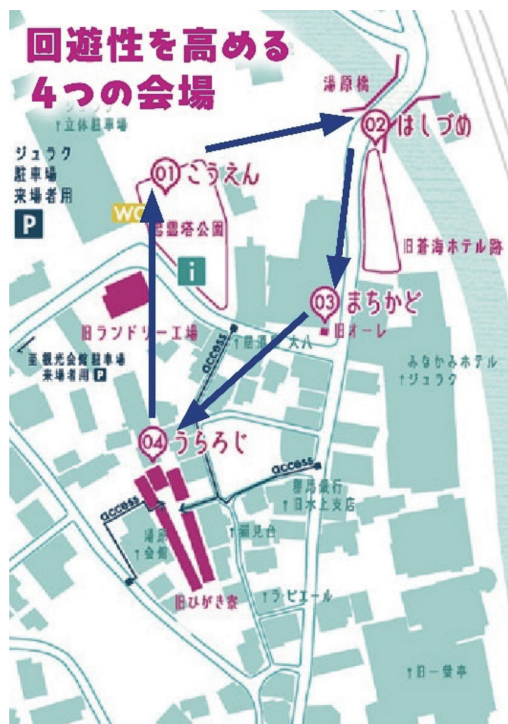 回遊性を高める
4つの会場
↑立体駐車場
ジュラク
駐車場
来場者用
P
湯原橋
02 はしづめ
01 こうえん
WC
忠霊塔公園
i
旧蒼海ホテル跡
03 まちかど
旧オーレ
旧ランドリー工場
access
↑居酒屋 大八
みなかみホテル
↑ジュラク
至 観光会館駐車場
来場者用 P
04 うらろじ
access
access
群馬銀行
↑旧水上支店
湯原
↑会館
旧ひがき寮
↑ラ・ピエール
↑旧一葉亭